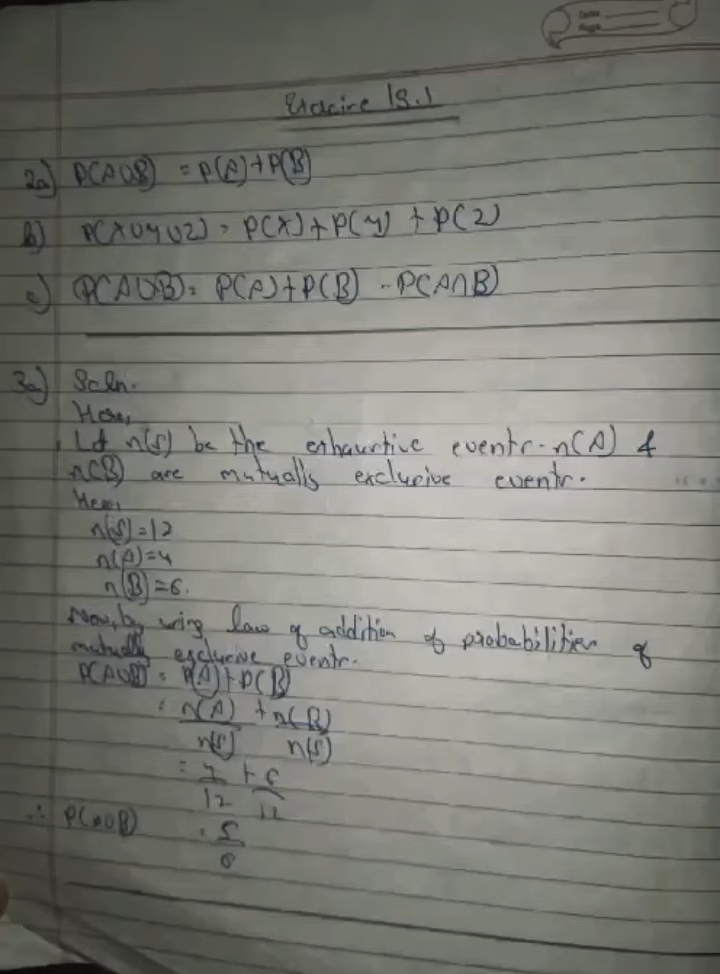 Exercise 15.1
2a) P(A∪B) = P(A)+P(B)
b) P(X∪Y∪Z) = P(X)+P(Y)+P(Z)
c) P(A∪B) = P(A)+P(B) - P(A∩B)
3a) Soln.
Here,
Let n(S) be the exhaustive events. n(A) &
n(B) are mutually exclusive events.
Here,
n(S)=12
n(A)=4
n(B)=6.
Now, by using law of addition of probabilities of
mutually exclusive events.
P(A∪B) = P(A)+P(B)
= n(A)/n(S) + n(B)/n(S)
= 4/12 + 6/12
∴ P(A∪B) = 5/6